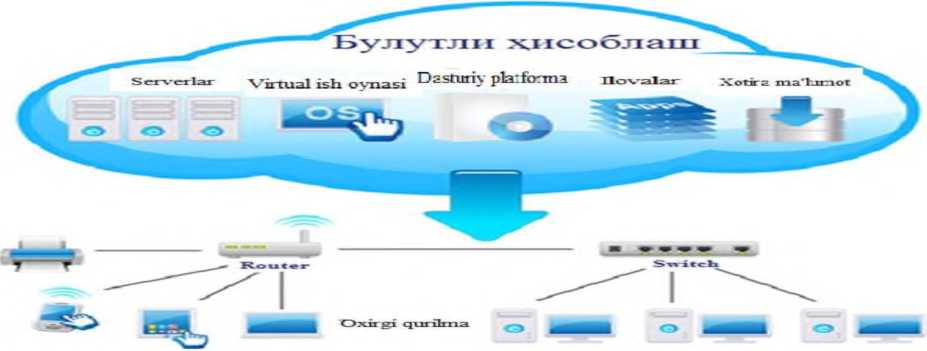 Булутли ҳисоблаш
Serverlar
Virtual ish oynasi
Dasturiy platforma
Ilovalar
Xotira ma'lumot
OS
Apps
Router
Switch
Oxirgi qurilma